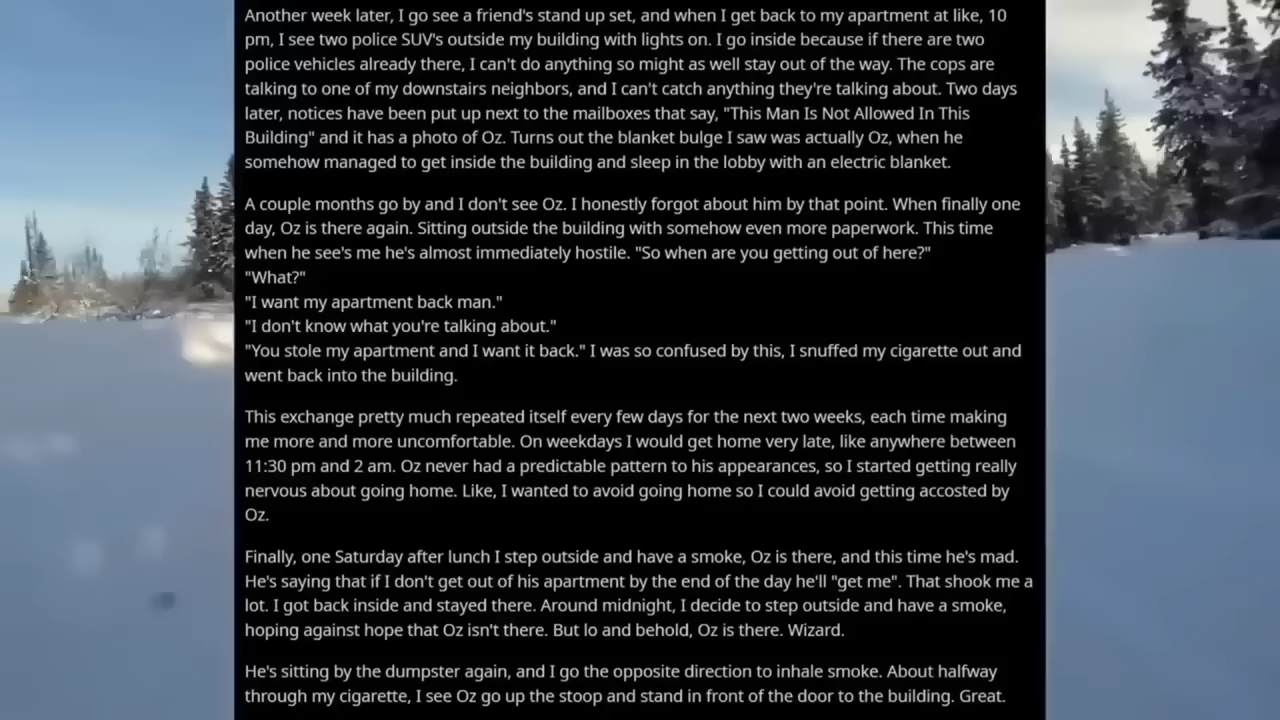 Another week later, I go see a friend's stand up set, and when I get back to my apartment at like, 10
pm, I see two police SUV's outside my building with lights on. I go inside because if there are two
police vehicles already there, I can't do anything so might as well stay out of the way. The cops are
talking to one of my downstairs neighbors, and I can't catch anything they're talking about. Two days
later, notices have been put up next to the mailboxes that say, "This Man Is Not Allowed In This
Building" and it has a photo of Oz. Turns out the blanket bulge I saw was actually Oz, when he
somehow managed to get inside the building and sleep in the lobby with an electric blanket.
A couple months go by and I don't see Oz. I honestly forgot about him by that point. When finally one
day, Oz is there again. Sitting outside the building with somehow even more paperwork. This time
when he see's me he's almost immediately hostile. "So when are you getting out of here?"
"What?"
"I want my apartment back man."
"I don't know what you're talking about."
"You stole my apartment and I want it back." I was so confused by this, I snuffed my cigarette out and
went back into the building.
This exchange pretty much repeated itself every few days for the next two weeks, each time making
me more and more uncomfortable. On weekdays I would get home very late, like anywhere between
11:30 pm and 2 am. Oz never had a predictable pattern to his appearances, so I started getting really
nervous about going home. Like, I wanted to avoid going home so I could avoid getting accosted by
Oz.
Finally, one Saturday after lunch I step outside and have a smoke, Oz is there, and this time he's mad.
He's saying that if I don't get out of his apartment by the end of the day he'll "get me". That shook me a
lot. I got back inside and stayed there. Around midnight, I decide to step outside and have a smoke,
hoping against hope that Oz isn't there. But lo and behold, Oz is there. Wizard.
He's sitting by the dumpster again, and I go the opposite direction to inhale smoke. About halfway
through my cigarette, I see Oz go up the stoop and stand in front of the door to the building. Great.